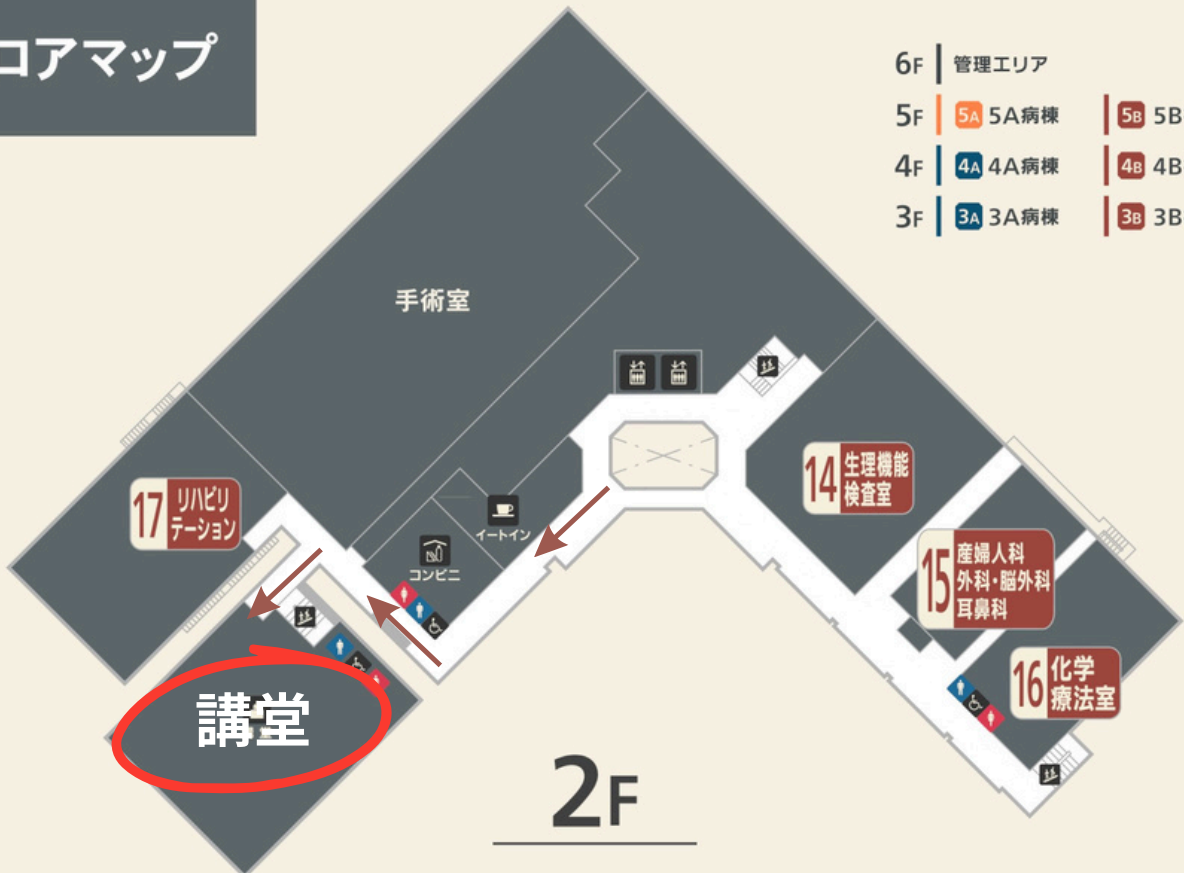 コアマップ
6F 管理エリア
5F 5A 5A病棟 5B 5B
4F 4A 4A病棟 4B 4B
3F 3A 3A病棟 3B 3B
手術室
14 生理機能
検査室
17 リハビリ
テーション
イートイン
コンビニ
15 産婦人科
外科・脳外科
耳鼻科
16 化学
療法室
講堂
2F